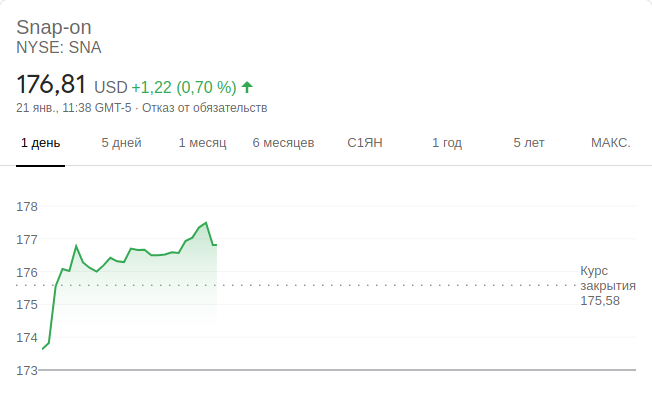 Snap-on
NYSE: SNA
176,81 USD +1,22 (0,70 %)
21 янв., 11:38 GMT-5 · Отказ от обязательств
1 день 5 дней 1 месяц 6 месяцев С1ЯН 1 год 5 лет МАКС.
178
177
176
175
174
173
Курс
закрытия
175,58